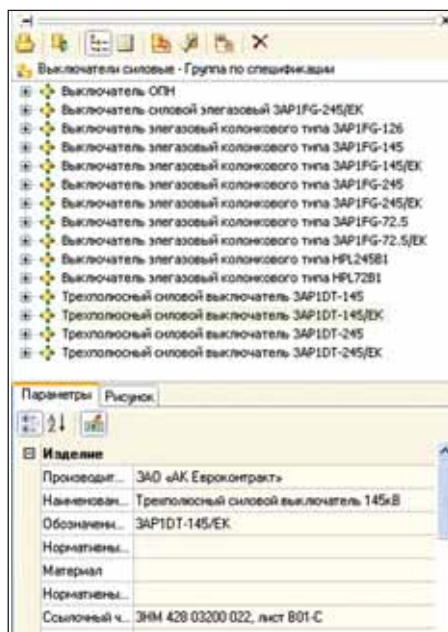 Выключатели силовые - Группа по спецификации
Выключатель ОПН
Выключатель силовой элегазовый 3AP1FG-245/EK
Выключатель элегазовый колонкового типа 3AP1FG-126
Выключатель элегазовый колонкового типа 3AP1FG-145
Выключатель элегазовый колонкового типа 3AP1FG-145/EK
Выключатель элегазовый колонкового типа 3AP1FG-245
Выключатель элегазовый колонкового типа 3AP1FG-245/EK
Выключатель элегазовый колонкового типа 3AP1FG-72.5
Выключатель элегазовый колонкового типа 3AP1FG-72.5/EK
Выключатель элегазовый колонкового типа HPL245B1
Выключатель элегазовый колонкового типа HPL72B1
Трехполюсный силовой выключатель 3AP1DT-145
Трехполюсный силовой выключатель 3AP1DT-145/EK
Трехполюсный силовой выключатель 3AP1DT-245
Трехполюсный силовой выключатель 3AP1DT-245/EK
Параметры Рисунок
Изделие
Производит... ЗАО «АК Евроконтракт»
Наименован... Трехполюсный силовой выключатель 145кВ
Обозначени... 3AP1DT-145/EK
Нормативны...
Материал
Нормативны...
Ссылочный ч... 3НМ 428 03200 022, лист B01-C